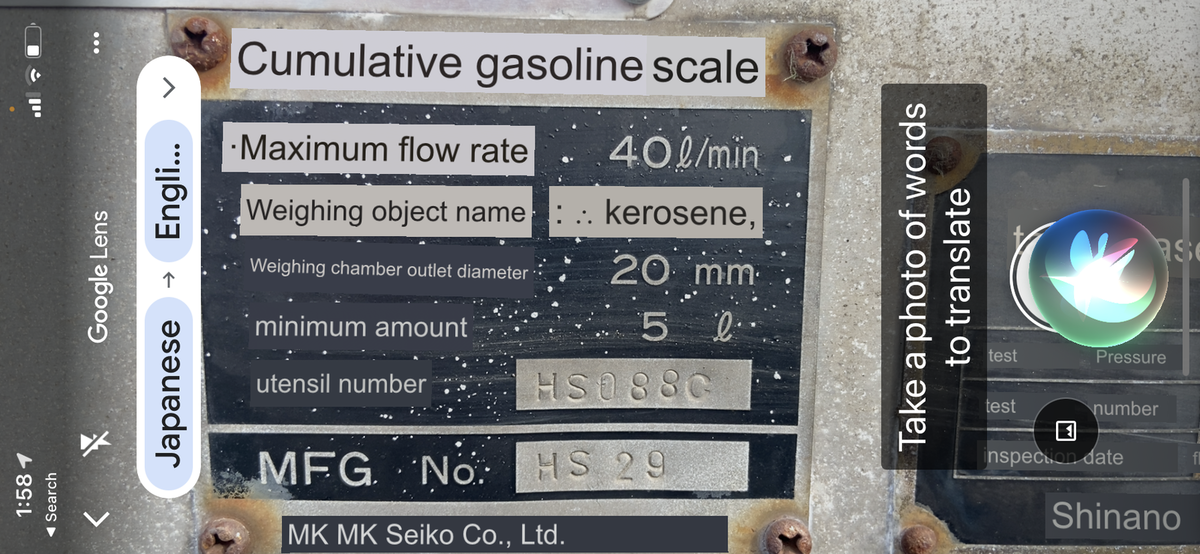 Cumulative gasoline scale
·Maximum flow rate 40ℓ/min
Weighing object name : ∴ kerosene,
Weighing chamber outlet diameter : 20 mm
minimum amount 5 ℓ
utensil number HS088C
MFG. No. HS 29
MK MK Seiko Co., Ltd.
1:58
Search
Google Lens
Japanese → Engli...
Take a photo of words
to translate
test Pressure
test number
inspection date
Shinano